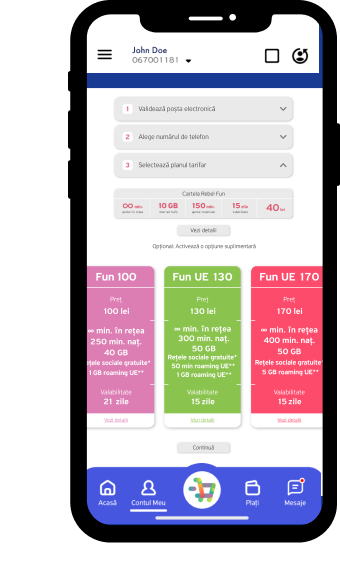 John Doe
067001181
1 Validează poșta electronică
2 Alege numărul de telefon
3 Selectează planul tarifar
Cartela Rebel Fun
∞ min. 10 GB 150 min. 15 zile 40 lei
Vezi detalii
Opțional: Activează o opțiune suplimentară
Fun 100
Preț
100 lei
∞ min. în rețea
250 min. naț.
40 GB
Rețele sociale gratuite*
1 GB roaming UE**
Valabilitate
21 zile
Vezi detalii
Fun UE 130
Preț
130 lei
∞ min. în rețea
300 min. naț.
50 GB
Rețele sociale gratuite*
50 min roaming UE**
1 GB roaming UE**
Valabilitate
15 zile
Vezi detalii
Fun UE 170
Preț
170 lei
∞ min. în rețea
400 min. naț.
50 GB
Rețele sociale gratuite*
5 GB roaming UE**
Valabilitate
15 zile
Vezi detalii
Continuă
Acasă Contul Meu Plați Mesaje